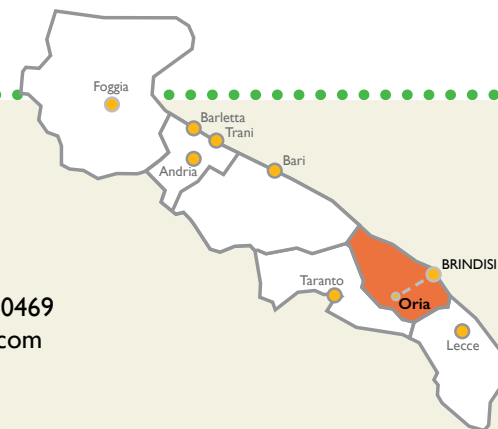 Foggia
Barletta
Trani
Andria
Bari
BRINDISI
Taranto
Oria
0469
com
Lecce